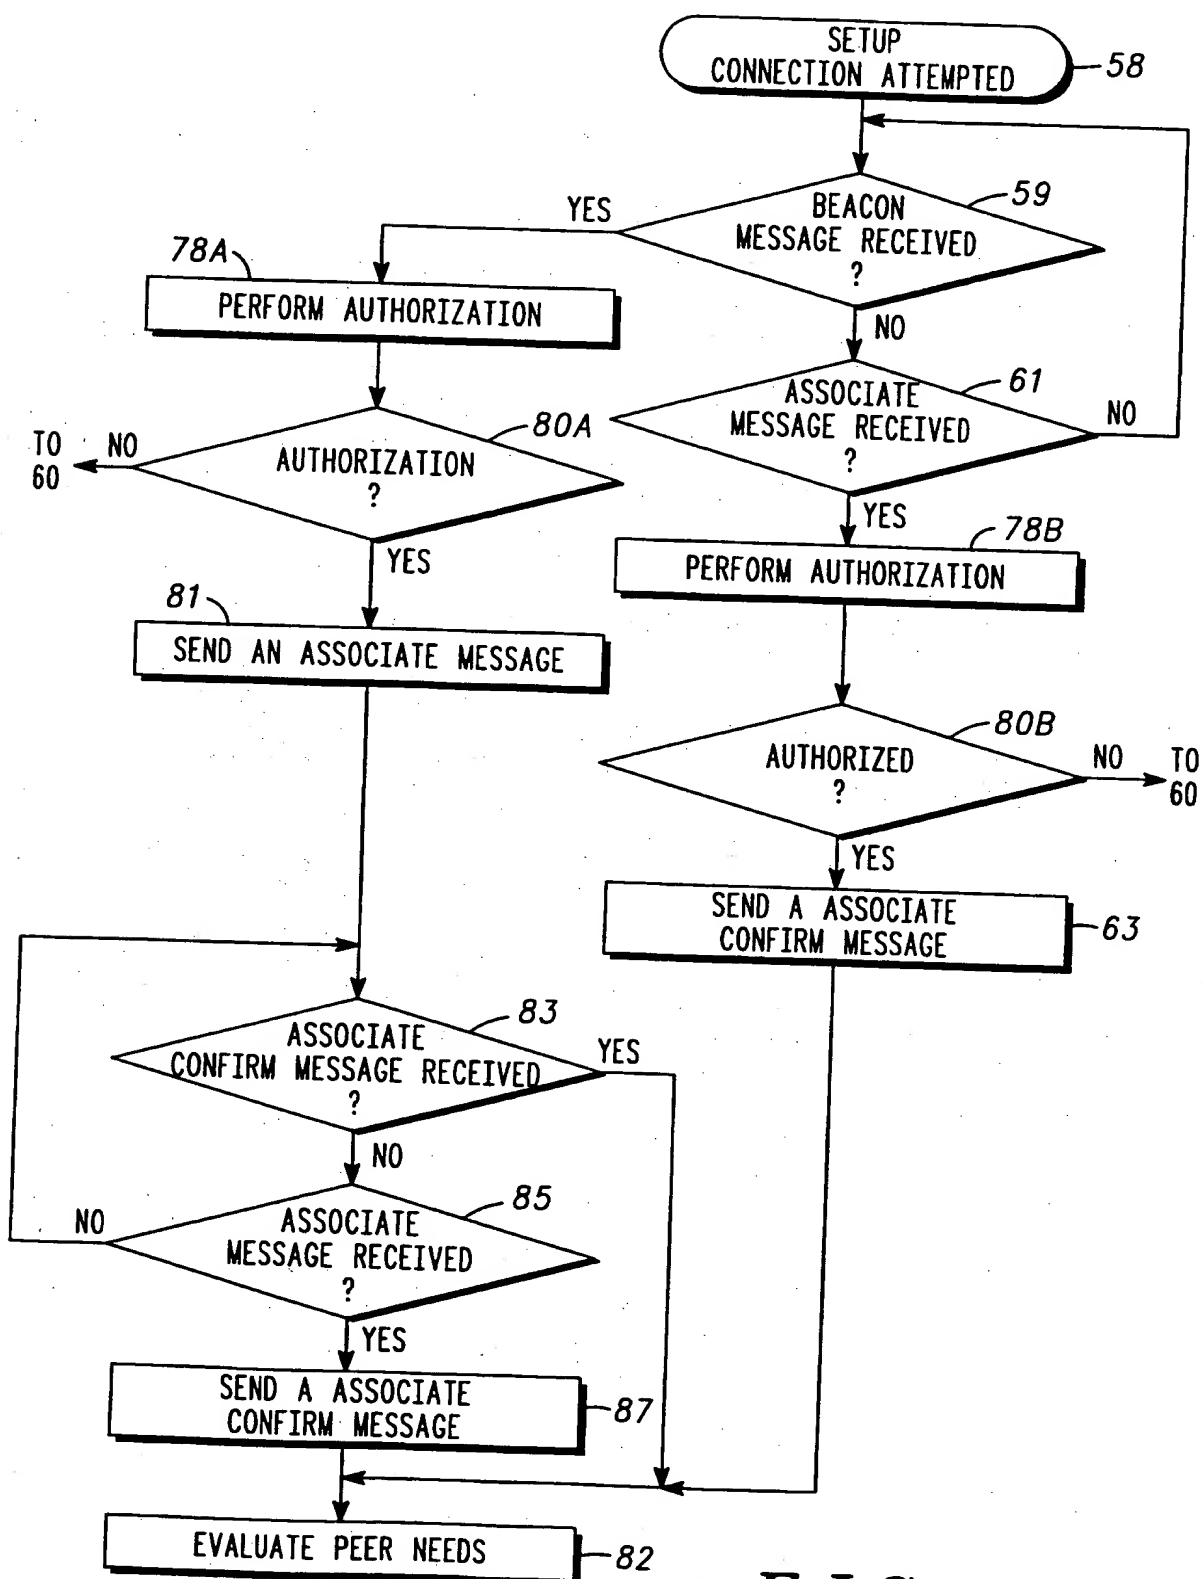 SETUP
CONNECTION ATTEMPTED
58
BEACON
MESSAGE RECEIVED
?
59
YES
NO
78A
PERFORM AUTHORIZATION
ASSOCIATE
MESSAGE RECEIVED
?
61
NO
YES
80A
AUTHORIZATION
?
NO
TO
60
YES
78B
PERFORM AUTHORIZATION
81
SEND AN ASSOCIATE MESSAGE
80B
AUTHORIZED
?
NO
TO
60
YES
SEND A ASSOCIATE
CONFIRM MESSAGE
63
83
ASSOCIATE
CONFIRM MESSAGE RECEIVED
?
YES
NO
85
ASSOCIATE
MESSAGE RECEIVED
?
NO
YES
SEND A ASSOCIATE
CONFIRM MESSAGE
87
EVALUATE PEER NEEDS
82